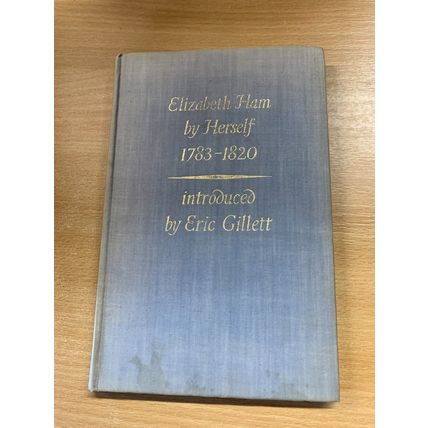 Elizabeth Ham
by Herself
1783-1820
introduced
by Eric Gillett